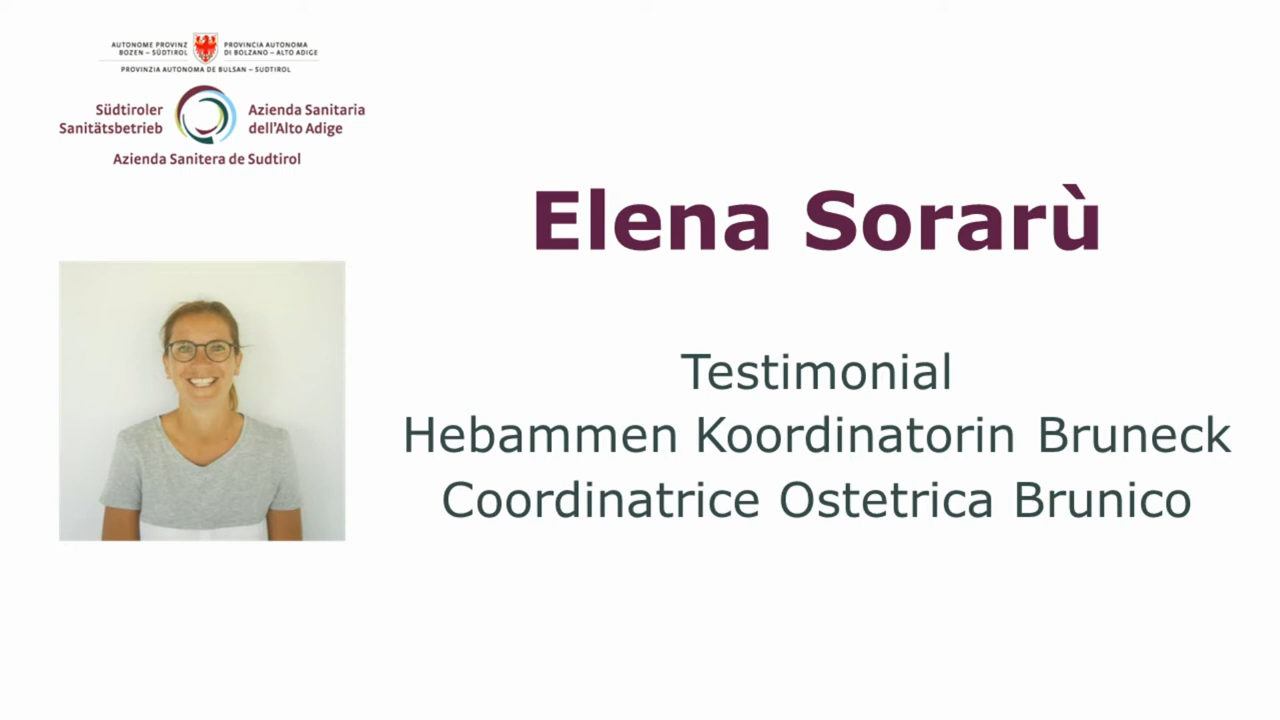 AUTONOME PROVINZ
BOZEN – SÜDTIROL
PROVINCIA AUTONOMA
DI BOLZANO – ALTO ADIGE
PROVINZIA AUTONOMA DE BULSAN – SUDTIROL
Südtiroler
Sanitätsbetrieb
Azienda Sanitaria
dell'Alto Adige
Azienda Sanitera de Sudtirol
Elena Sorarù
Testimonial
Hebammen Koordinatorin Bruneck
Coordinatrice Ostetrica Brunico